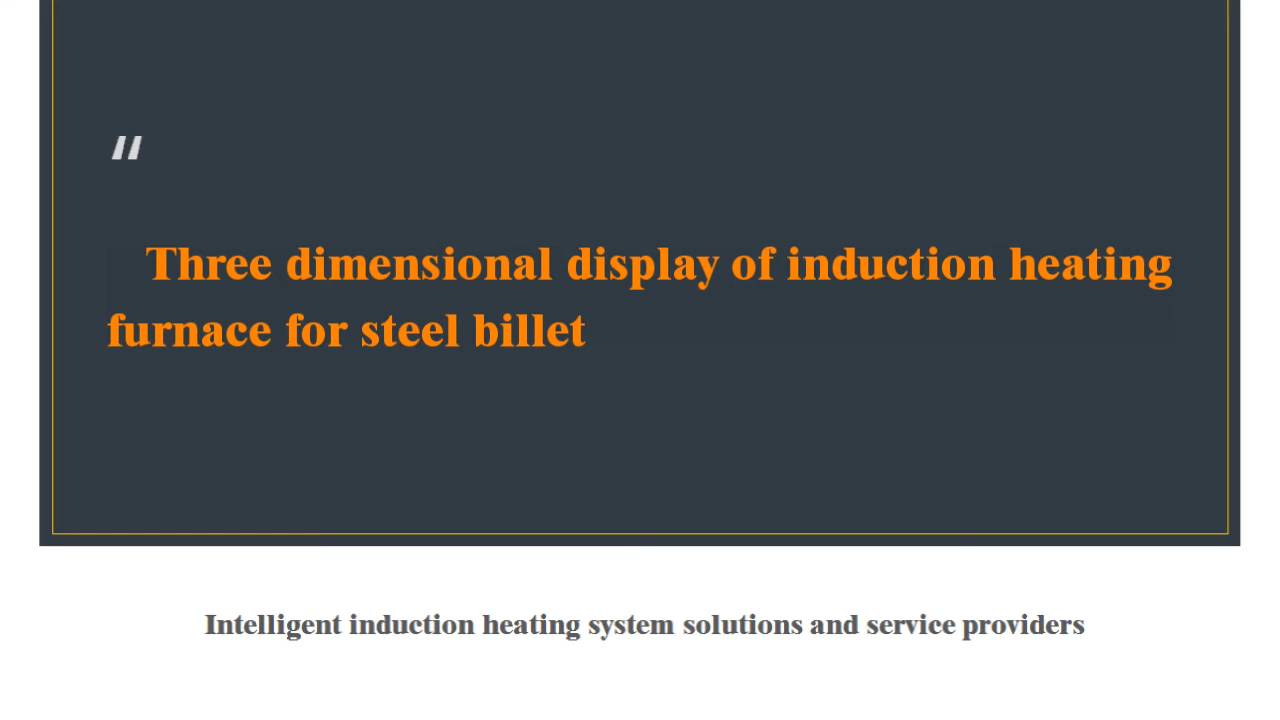 “
Three dimensional display of induction heating
furnace for steel billet
Intelligent induction heating system solutions and service providers